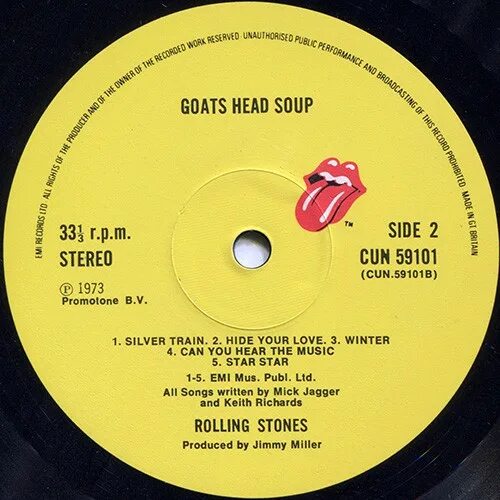 EMI RECORDS LTD ALL RIGHTS OF THE PRODUCER AND OF THE OWNER OF THE RECORDED WORK RESERVED · UNAUTHORISED PUBLIC PERFORMANCE AND BROADCASTING OF THIS RECORD PROHIBITED · MADE IN GT. BRITAIN
GOATS HEAD SOUP
TM
33⅓ r.p.m.
STEREO
SIDE 2
CUN 59101
(CUN.59101B)
Ⓟ 1973
Promotone B.V.
1. SILVER TRAIN. 2. HIDE YOUR LOVE. 3. WINTER
4. CAN YOU HEAR THE MUSIC
5. STAR STAR
1-5. EMI Mus. Publ. Ltd.
All Songs written by Mick Jagger
and Keith Richards
ROLLING STONES
Produced by Jimmy Miller